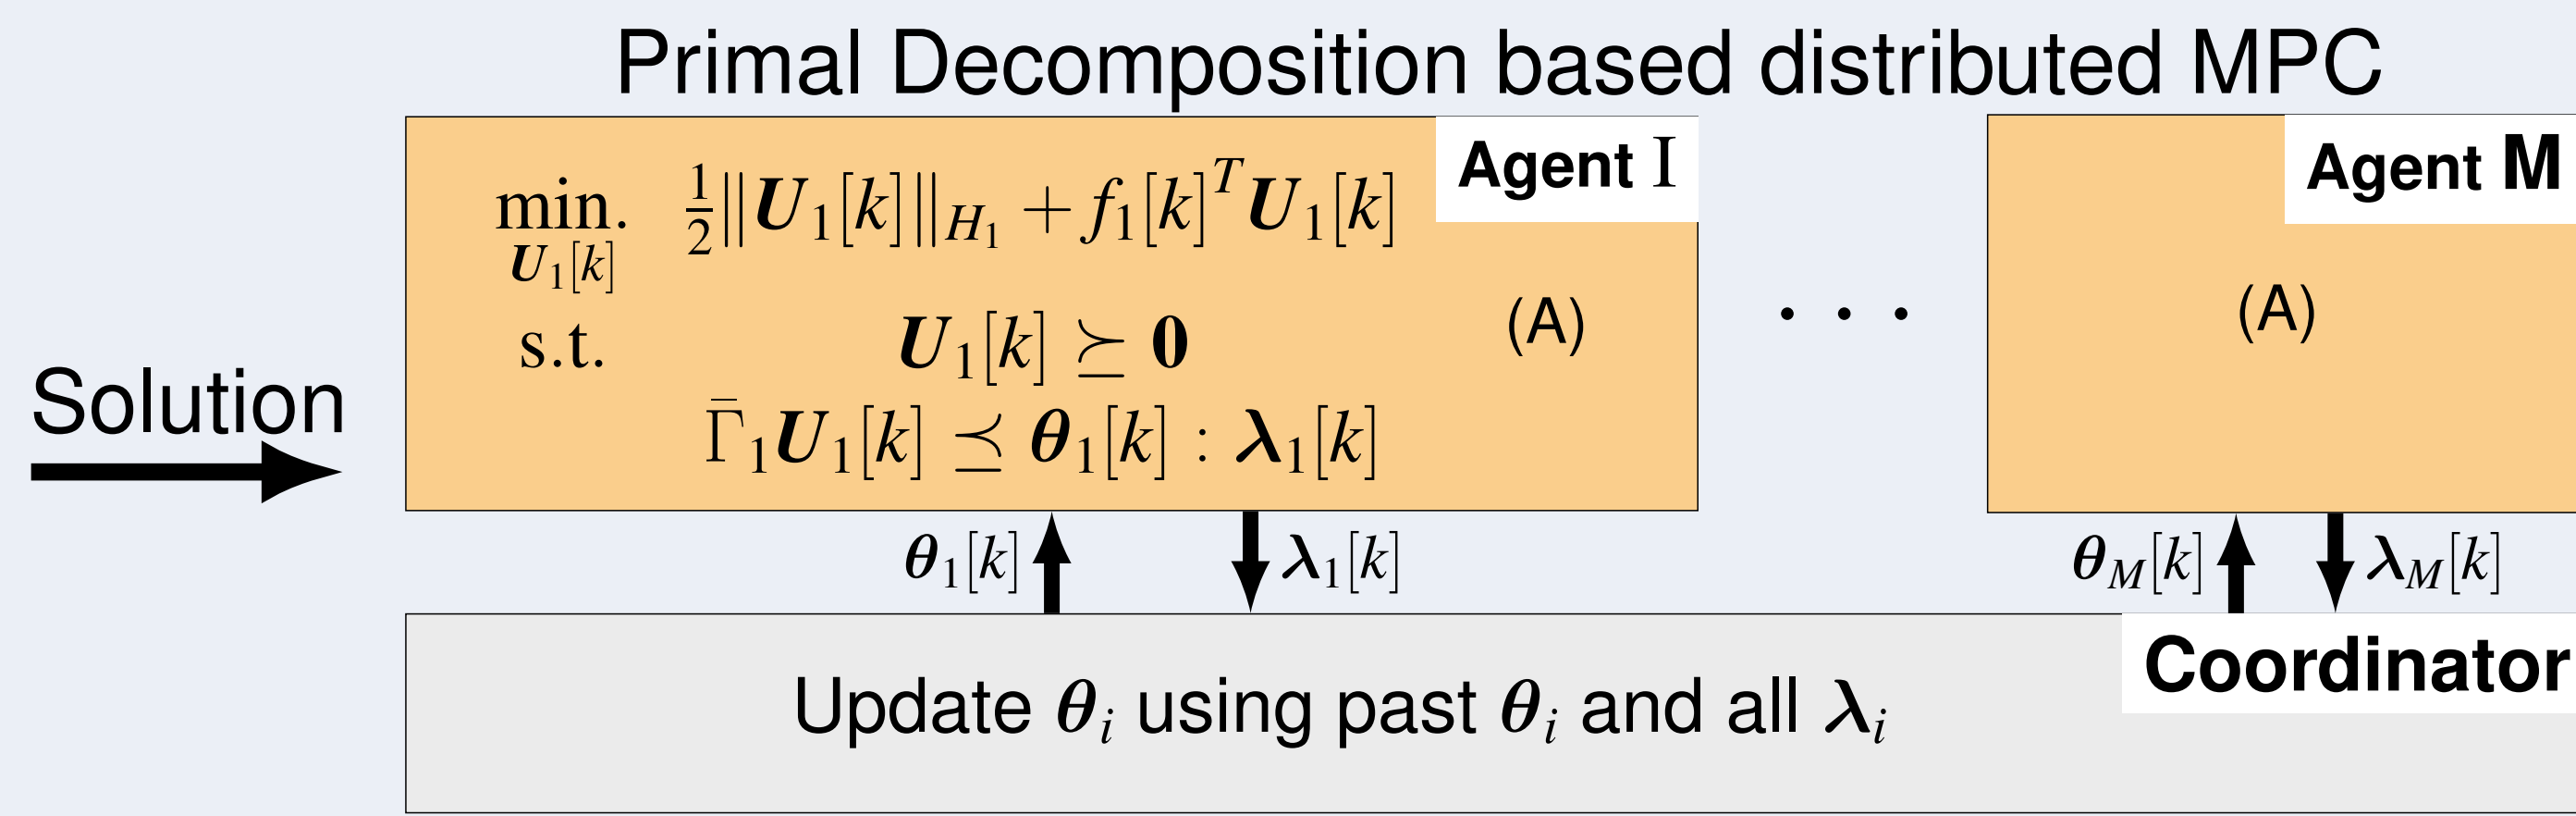 Primal Decomposition based distributed MPC
Agent I
min. 1/2‖U₁[k]‖_{H₁} + f₁[k]ᵀU₁[k]
U₁[k]
s.t. U₁[k] ⪰ 0 (A)
Γ̄₁U₁[k] ⪯ θ₁[k] : λ₁[k]
· · ·
Agent M
(A)
Solution
θ₁[k] λ₁[k]
θ_M[k] λ_M[k]
Coordinator
Update θᵢ using past θᵢ and all λᵢ